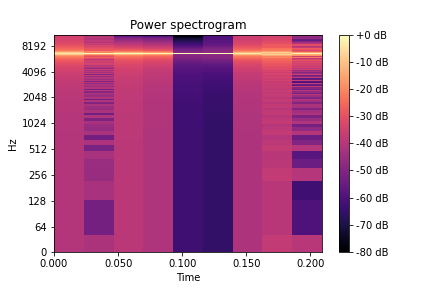 Power spectrogram
8192
4096
2048
1024
512
256
128
64
0
Hz
0.000 0.050 0.100 0.150 0.200
Time
+0 dB
-10 dB
-20 dB
-30 dB
-40 dB
-50 dB
-60 dB
-70 dB
-80 dB